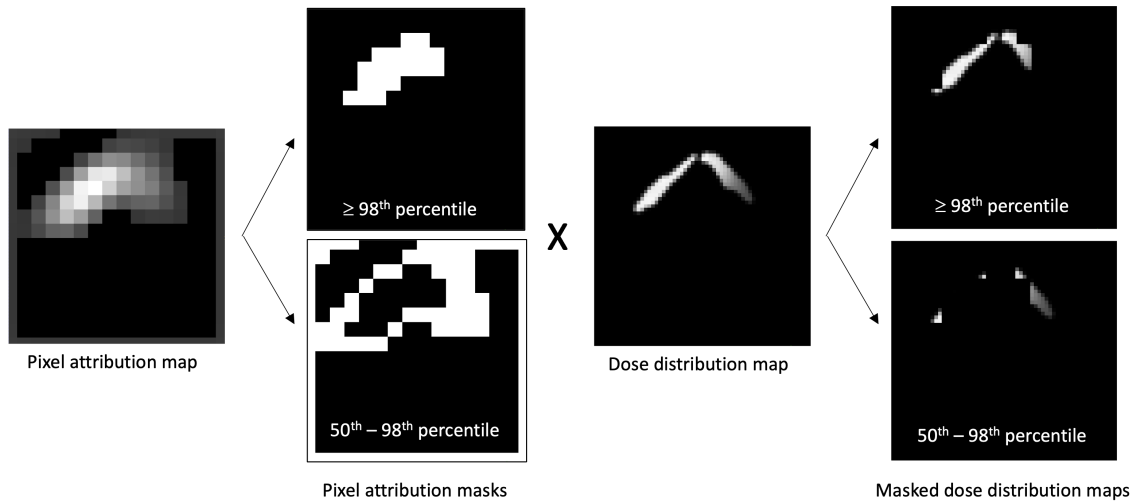 ≥ 98th percentile
≥ 98th percentile
X
Pixel attribution map
Dose distribution map
50th – 98th percentile
50th – 98th percentile
Pixel attribution masks
Masked dose distribution maps